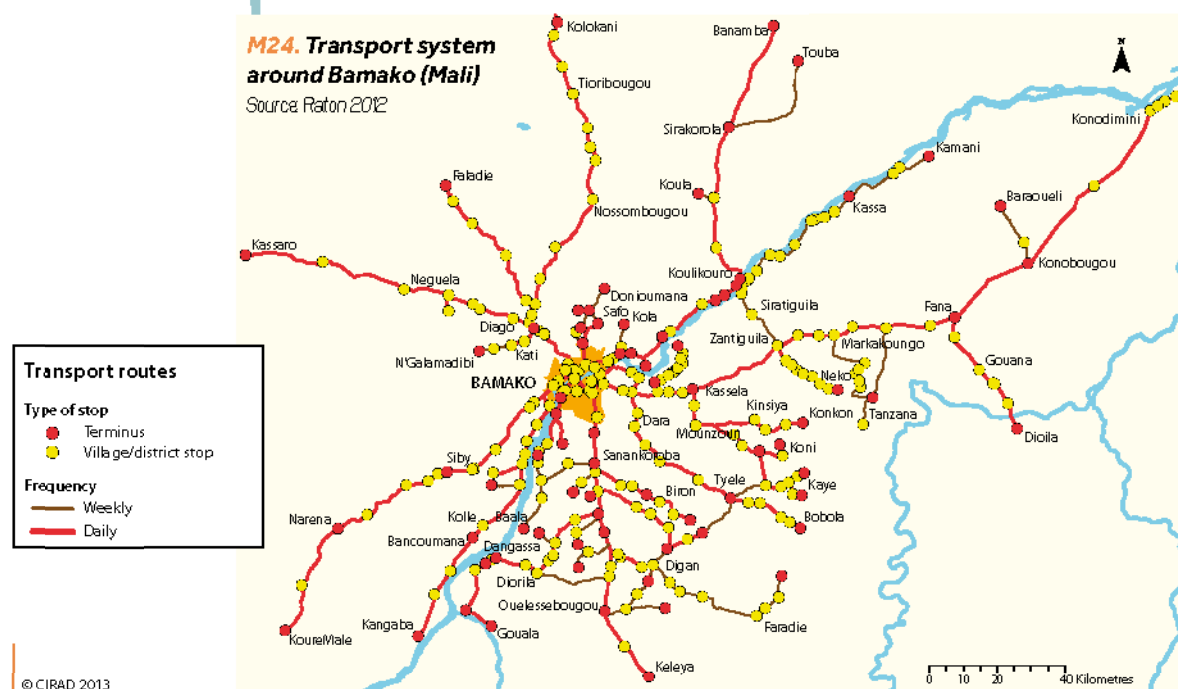 M24. Transport system
around Bamako (Mali)
Source: Raton 2012
Kolokani
Banamba
Touba
Tioribougou
Sirakorola
Konodimini
Kamani
Faladie
Koula
Baraoueli
Nossombougou
Kassa
Kassaro
Neguela
Koulikouro
Konobougou
Donioumana
Siratiguila
Safo
Kola
Fana
Diago
Zantiguila
Markakoungo
Kati
N'Galamadibi
Gouana
BAMAKO
Neko
Kassela
Kinsiya
Konkon
Tanzana
Dara
Mounzoun
Dioila
Koni
Siby
Sanankoroba
Tyele
Kaye
Biron
Narena
Kolle
Baala
Bobola
Bancoumana
Dangassa
Digan
Diorila
Ouelessebougou
Faradie
KoureMale
Kangaba
Gouala
Keleya
Transport routes
Type of stop
Terminus
Village/district stop
Frequency
Weekly
Daily
0 10 20 40 Kilometres
N
© CIRAD 2013